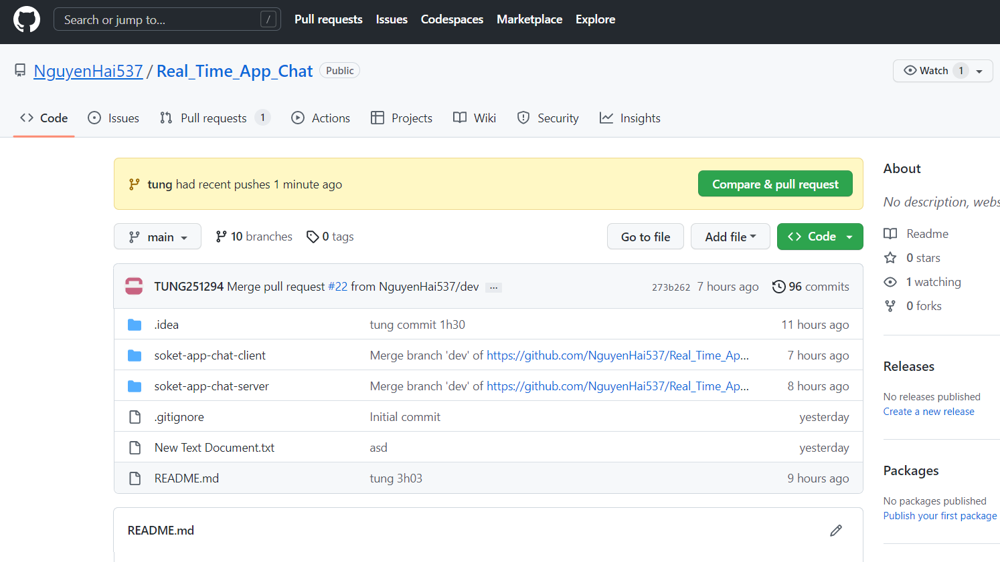 Search or jump to... / Pull requests Issues Codespaces Marketplace Explore
NguyenHai537 / Real_Time_App_Chat Public Watch 1
Code Issues Pull requests 1 Actions Projects Wiki Security Insights
tung had recent pushes 1 minute ago Compare & pull request
main 10 branches 0 tags Go to file Add file Code
TUNG251294 Merge pull request #22 from NguyenHai537/dev ... 273b262 7 hours ago 96 commits
.idea tung commit 1h30 11 hours ago
soket-app-chat-client Merge branch 'dev' of https://github.com/NguyenHai537/Real_Time_Ap... 7 hours ago
soket-app-chat-server Merge branch 'dev' of https://github.com/NguyenHai537/Real_Time_Ap... 8 hours ago
.gitignore Initial commit yesterday
New Text Document.txt asd yesterday
README.md tung 3h03 9 hours ago
README.md
About
No description, webs
Readme
0 stars
1 watching
0 forks
Releases
No releases published
Create a new release
Packages
No packages published
Publish your first package